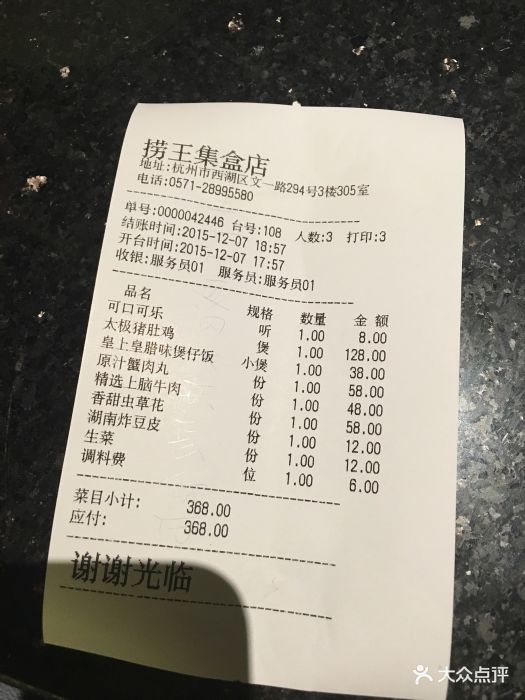 捞王集盒店
地址:杭州市西湖区文一路294号3楼305室
电话:0571-28995580
单号:0000042446 台号:108 人数:3 打印:3
结账时间:2015-12-07 18:57
开台时间:2015-12-07 17:57
收银:服务员01 服务员:服务员01
品名 规格 数量 金额
可口可乐 听 1.00 8.00
太极猪肚鸡 煲 1.00 128.00
皇上皇腊味煲仔饭 小煲 1.00 38.00
原汁蟹肉丸 份 1.00 58.00
精选上脑牛肉 份 1.00 48.00
香甜虫草花 份 1.00 58.00
湖南炸豆皮 份 1.00 12.00
生菜 份 1.00 12.00
调料费 位 1.00 6.00
菜目小计: 368.00
应付: 368.00
谢谢光临
大众点评